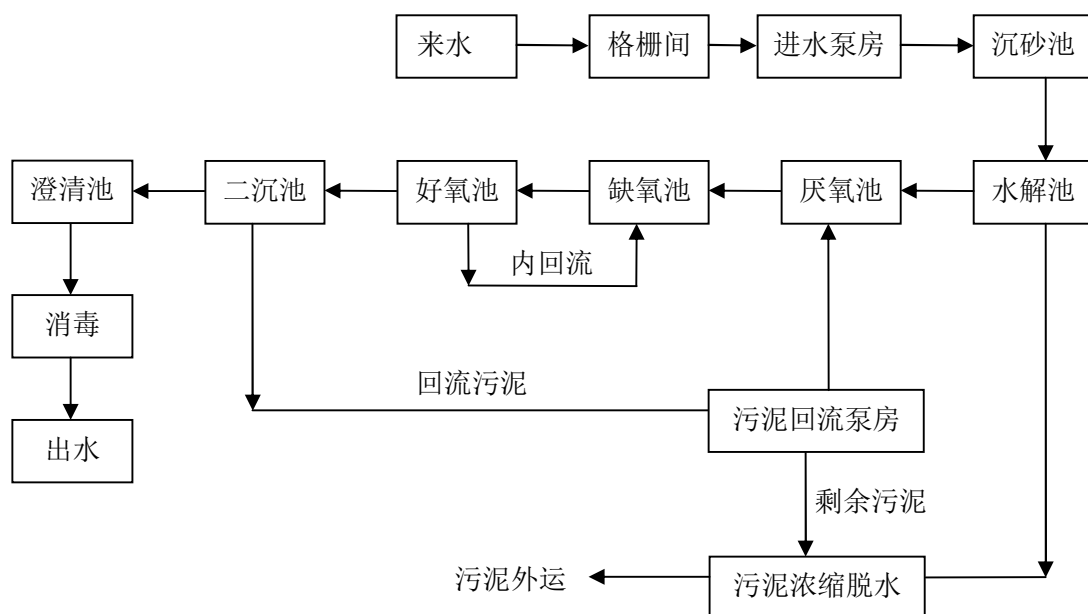 来水
格栅间
进水泵房
沉砂池
澄清池
二沉池
好氧池
缺氧池
厌氧池
水解池
内回流
消毒
回流污泥
污泥回流泵房
出水
剩余污泥
污泥外运
污泥浓缩脱水